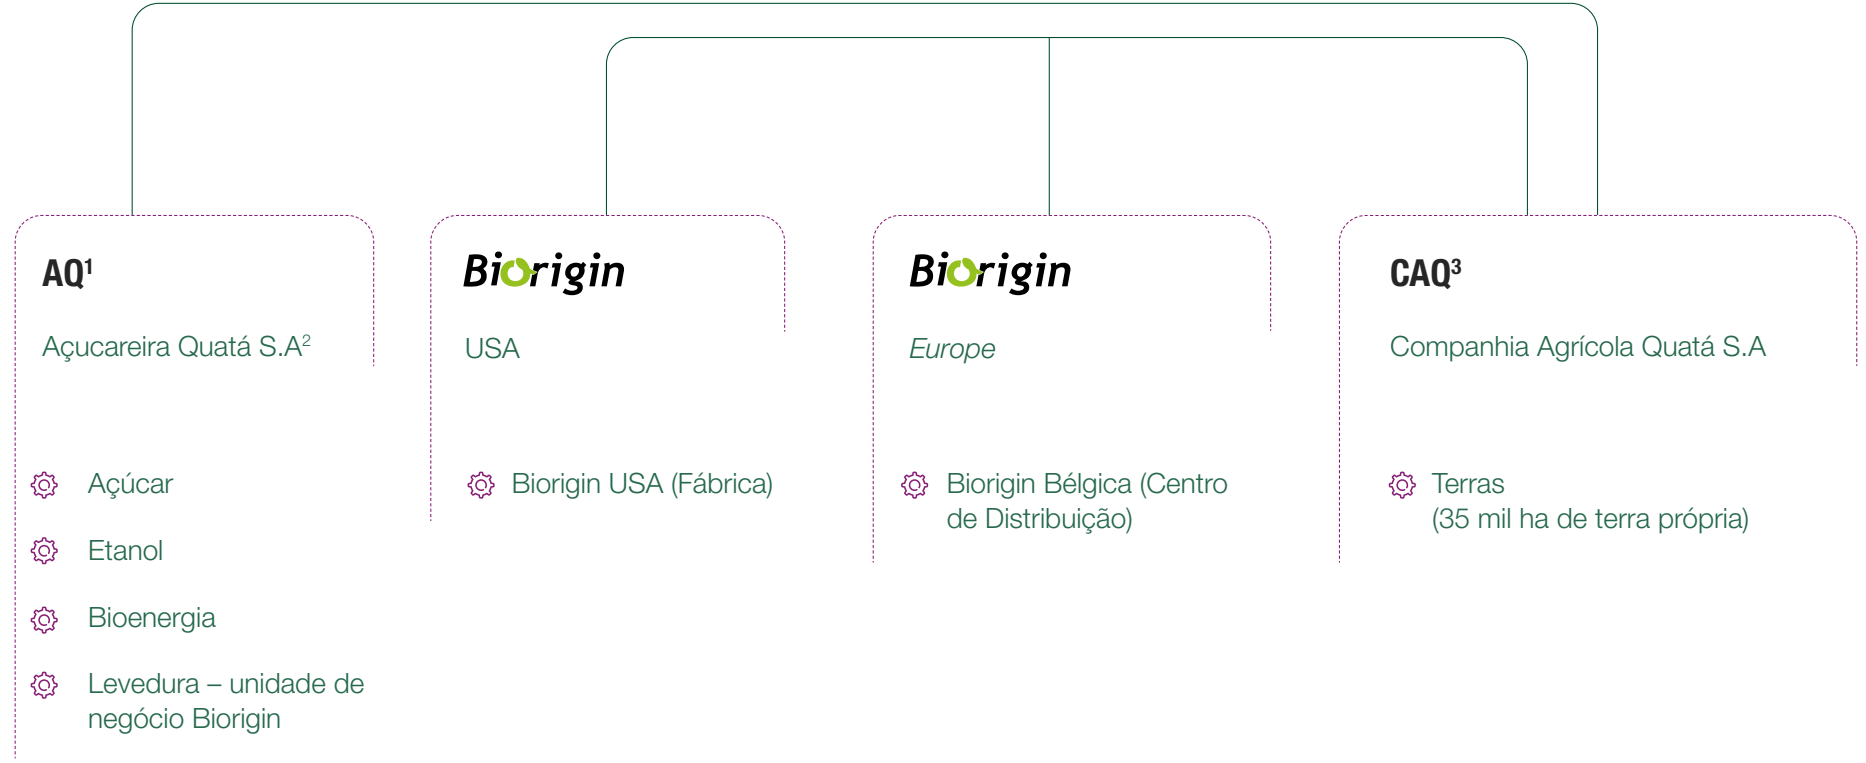 AQ¹
Açucareira Quatá S.A²
Açúcar
Etanol
Bioenergia
Levedura – unidade de
negócio Biorigin
Biorigin
USA
Biorigin USA (Fábrica)
Biorigin
Europe
Biorigin Bélgica (Centro
de Distribuição)
CAQ³
Companhia Agrícola Quatá S.A
Terras
(35 mil ha de terra própria)